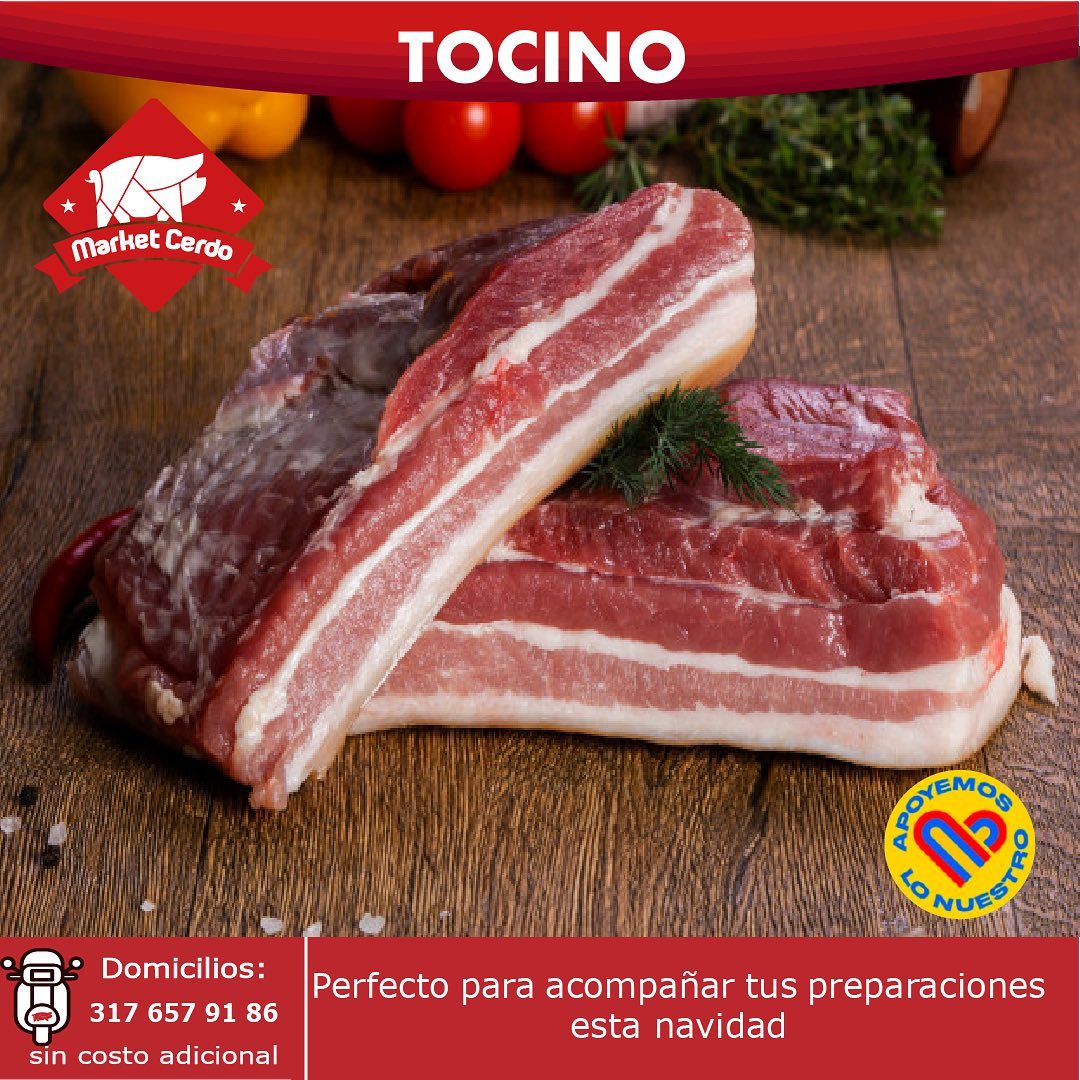 TOCINO
Market Cerdo
APOYEMOS
LO NUESTRO
Domicilios:
317 657 91 86
sin costo adicional
Perfecto para acompañar tus preparaciones
esta navidad